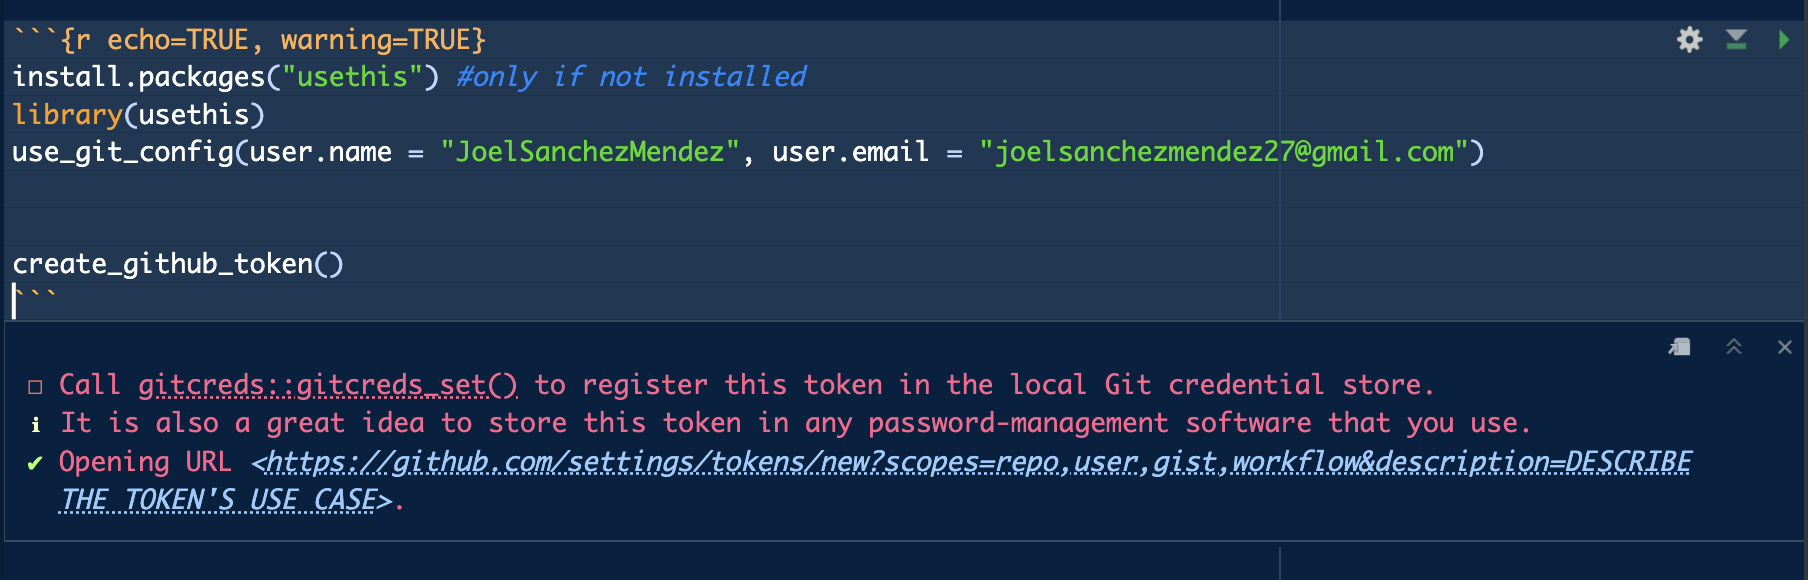 ```{r echo=TRUE, warning=TRUE}
install.packages("usethis") #only if not installed
library(usethis)
use_git_config(user.name = "JoelSanchezMendez", user.email = "joelsanchezmendez27@gmail.com")
create_github_token()
```
☐ Call gitcreds::gitcreds_set() to register this token in the local Git credential store.
ℹ It is also a great idea to store this token in any password-management software that you use.
✔ Opening URL <https://github.com/settings/tokens/new?scopes=repo,user,gist,workflow&description=DESCRIBE
THE TOKEN'S USE CASE>.